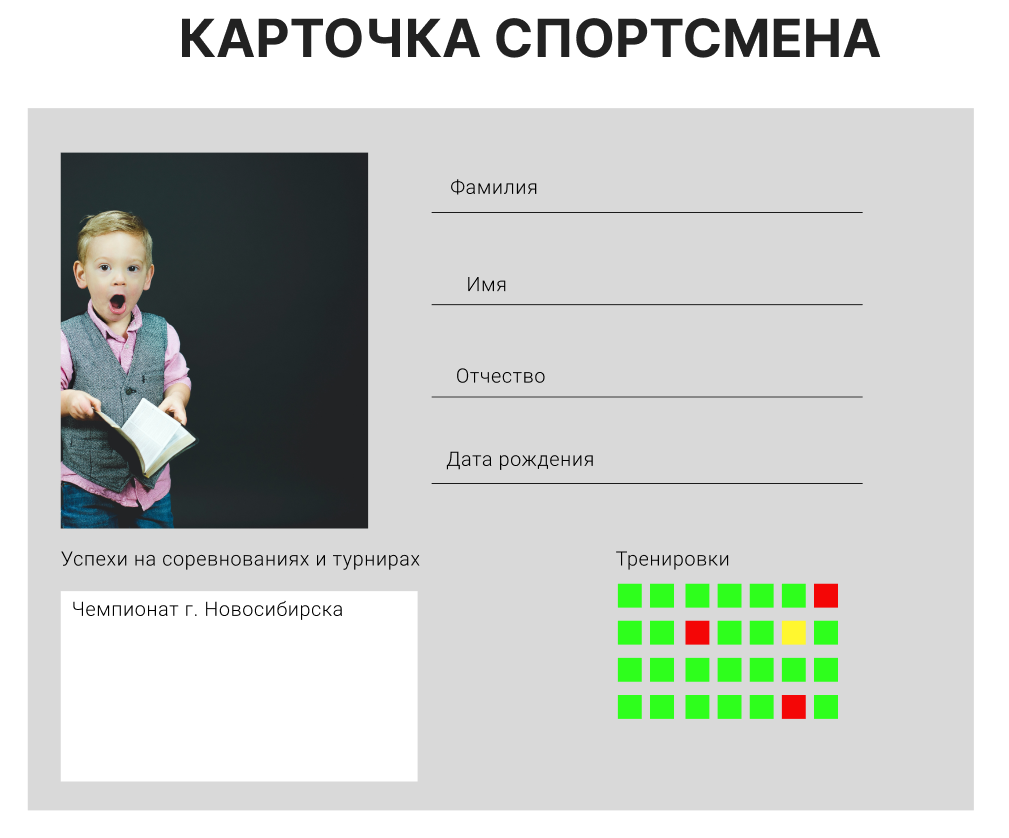 КАРТОЧКА СПОРТСМЕНА
Фамилия
Имя
Отчество
Дата рождения
Успехи на соревнованиях и турнирах
Чемпионат г. Новосибирска
Тренировки